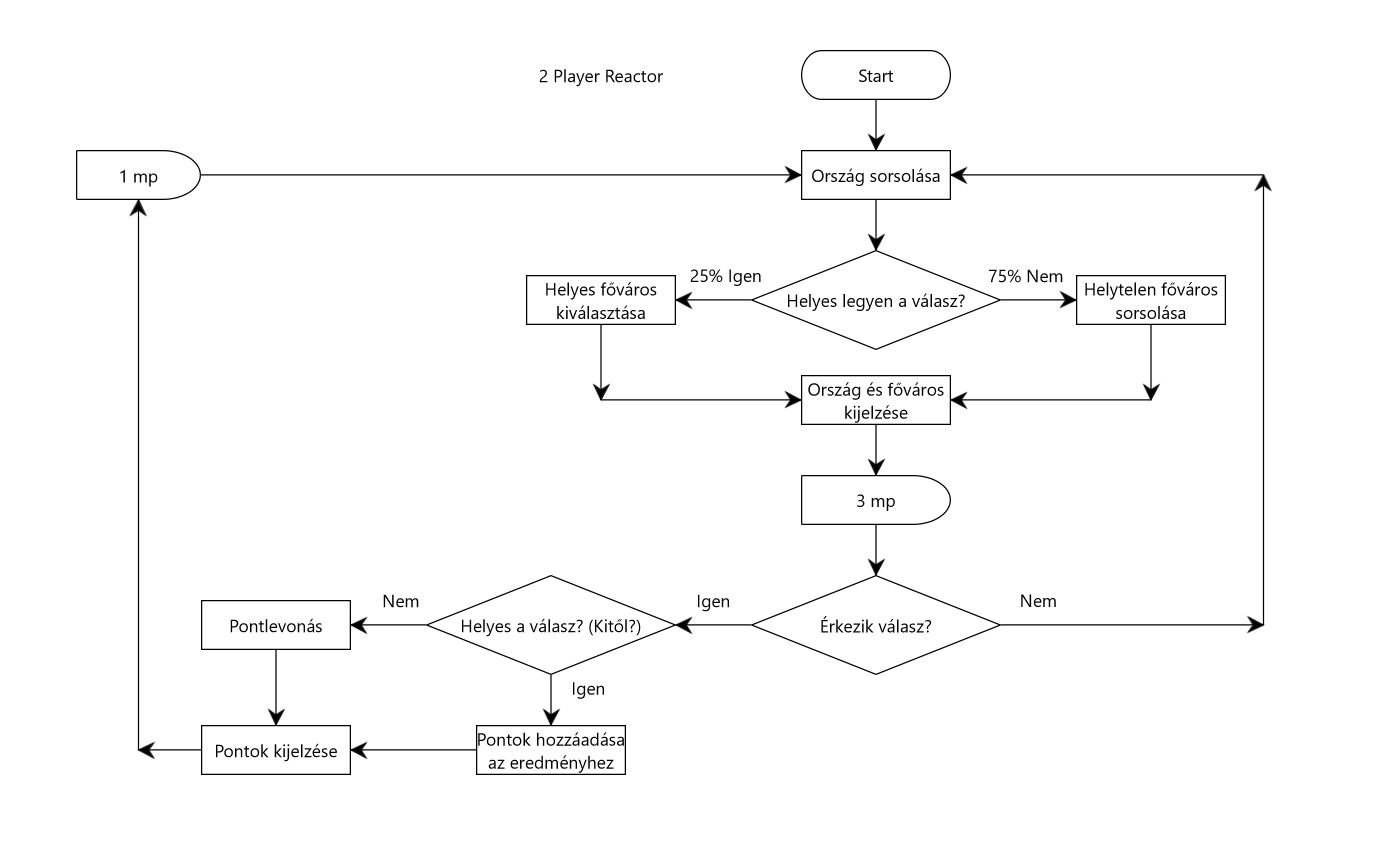 2 Player Reactor
Start
1 mp
Ország sorsolása
25% Igen
75% Nem
Helyes főváros
kiválasztása
Helyes legyen a válasz?
Helytelen főváros
sorsolása
Ország és főváros
kijelzése
3 mp
Nem
Igen
Nem
Pontlevonás
Helyes a válasz? (Kitől?)
Érkezik válasz?
Igen
Pontok kijelzése
Pontok hozzáadása
az eredményhez